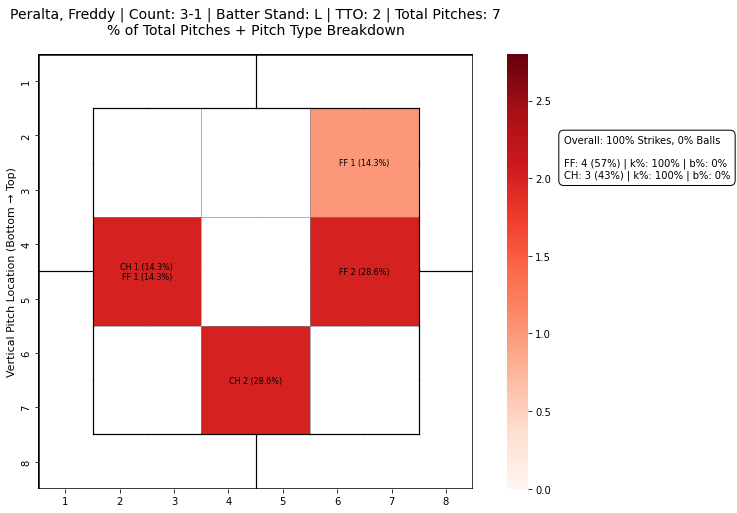 Peralta, Freddy | Count: 3-1 | Batter Stand: L | TTO: 2 | Total Pitches: 7
% of Total Pitches + Pitch Type Breakdown
Vertical Pitch Location (Bottom → Top)
1
2
3
4
5
6
7
8
FF 1 (14.3%)
CH 1 (14.3%)
FF 1 (14.3%)
FF 2 (28.6%)
CH 2 (28.6%)
1
2
3
4
5
6
7
8
2.5
2.0
1.5
1.0
0.5
0.0
Overall: 100% Strikes, 0% Balls
FF: 4 (57%) | k%: 100% | b%: 0%
CH: 3 (43%) | k%: 100% | b%: 0%